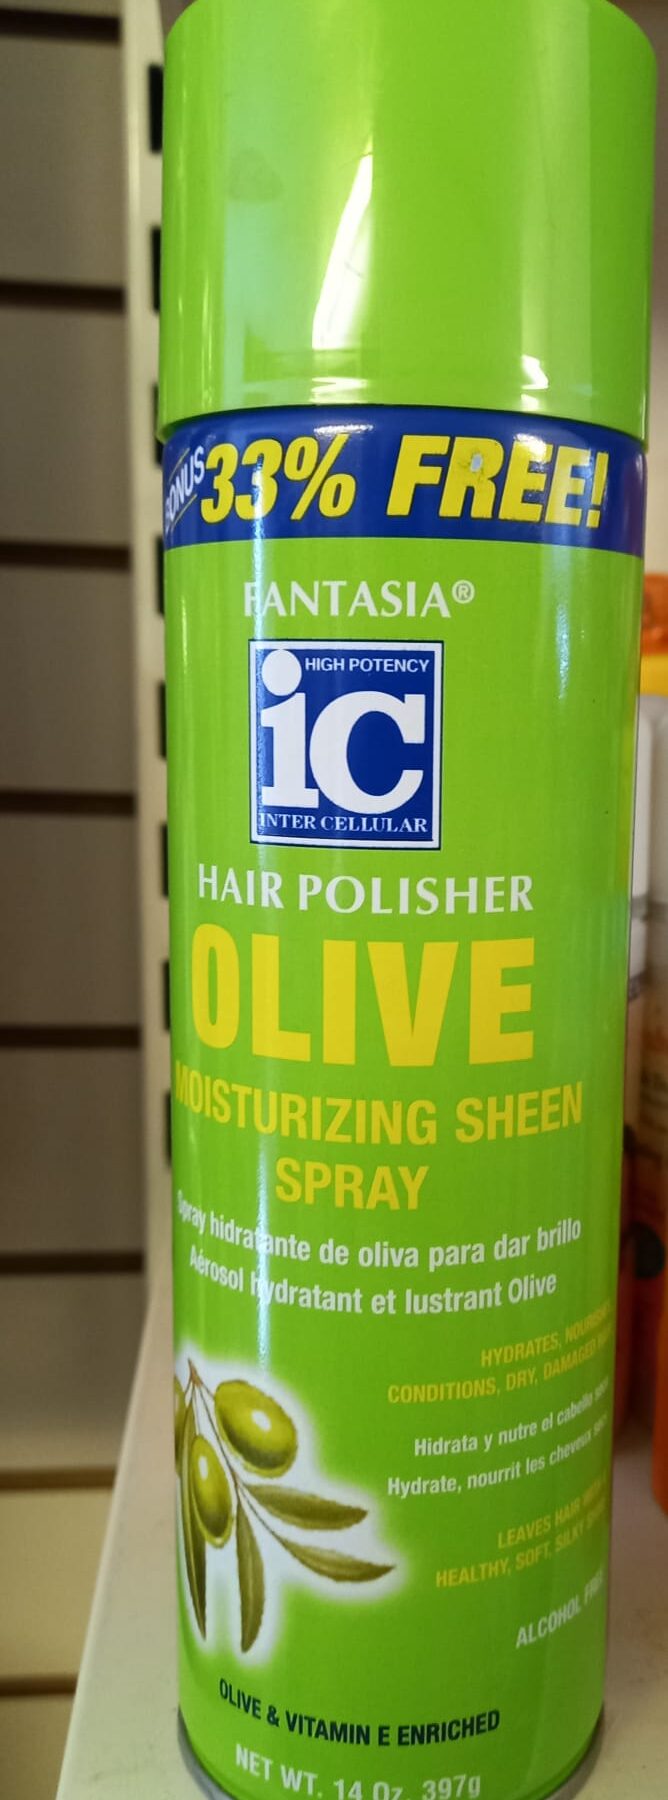 BONUS 33% FREE!
FANTASIA®
HIGH POTENCY
ic
INTER CELLULAR
HAIR POLISHER
OLIVE
MOISTURIZING SHEEN
SPRAY
Spray hidratante de oliva para dar brillo
Aérosol hydratant et lustrant Olive
HYDRATES,
CONDITIONS, DRY, DAMAGED
Hidrata y nutre el cabello
Hydrate, nourrit les cheveux
LEAVES HAIR
HEALTHY, SOFT, SILKY
ALCOHOL FREE
OLIVE & VITAMIN E ENRICHED
NET WT. 14 Oz. 397g